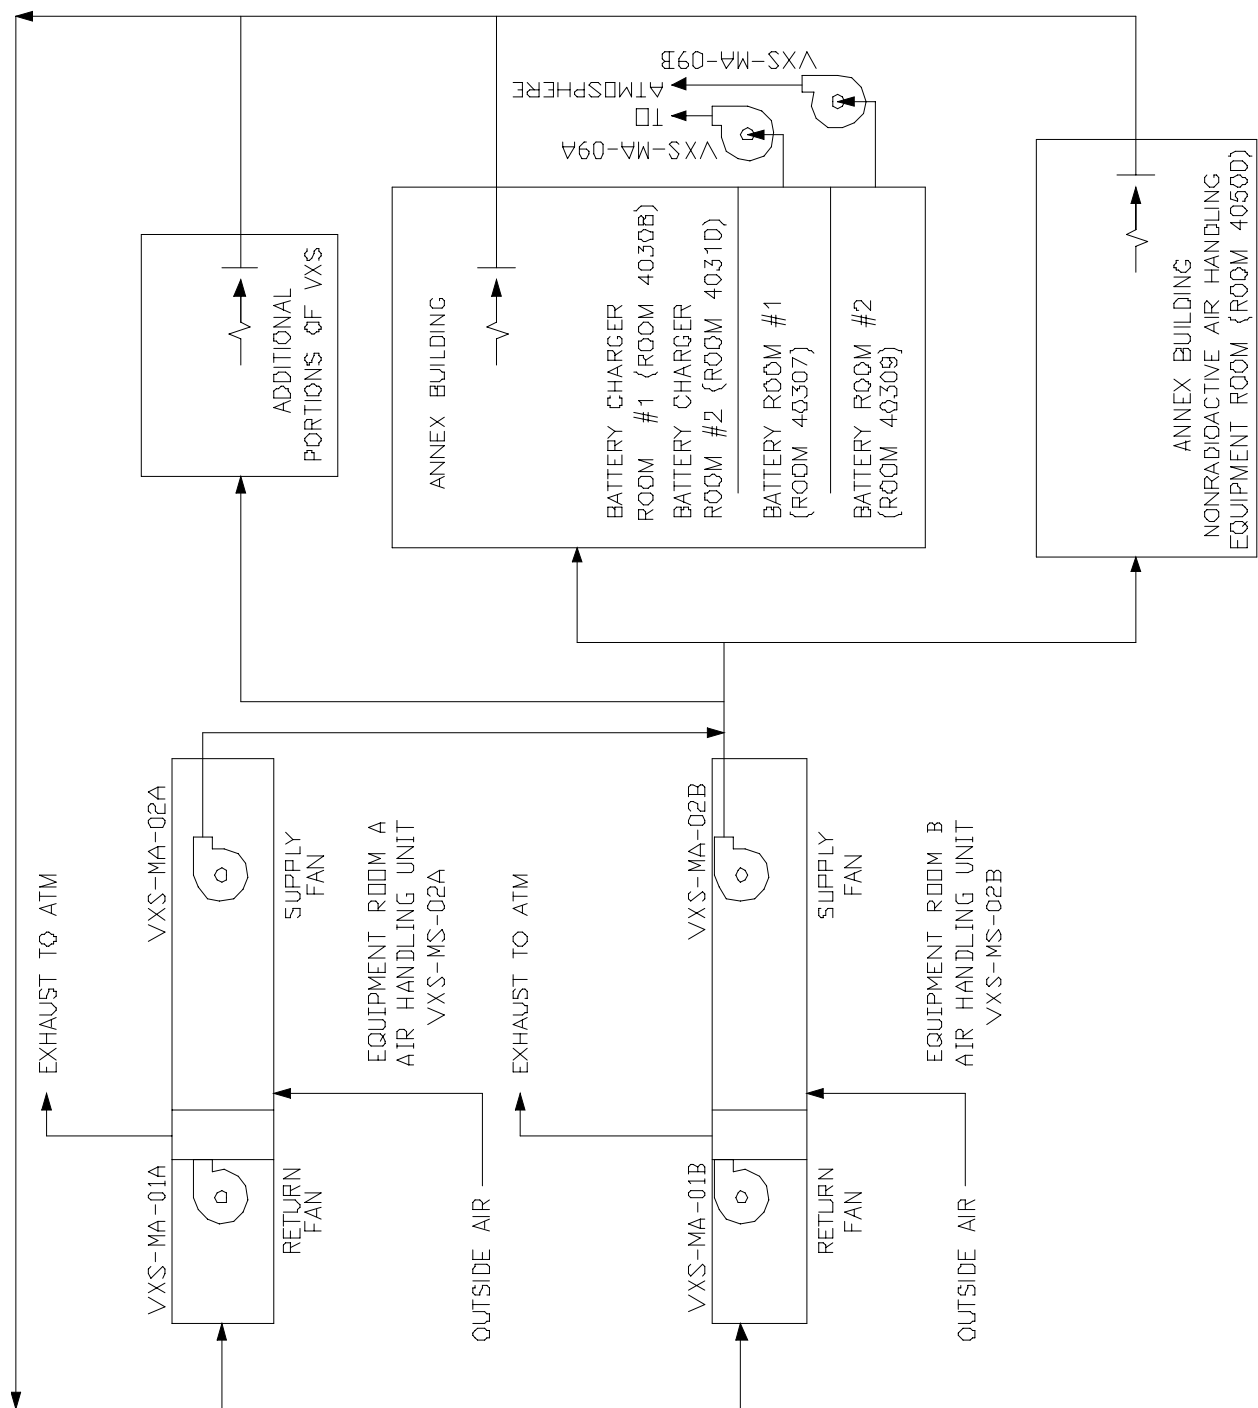 ADDITIONAL
PORTIONS OF VXS
ANNEX BUILDING
BATTERY CHARGER
ROOM #1 (ROOM 40308)
BATTERY CHARGER
ROOM #2 (ROOM 40310)
BATTERY ROOM #1
(ROOM 40307)
BATTERY ROOM #2
(ROOM 40309)
VXS-MA-09A
TO
ATMOSPHERE
VXS-MA-09B
ANNEX BUILDING
NONRADIOACTIVE AIR HANDLING
EQUIPMENT ROOM (ROOM 40500)
EXHAUST TO ATM
VXS-MA-01A
VXS-MA-02A
RETURN
FAN
SUPPLY
FAN
EQUIPMENT ROOM A
AIR HANDLING UNIT
VXS-MS-02A
OUTSIDE AIR
EXHAUST TO ATM
VXS-MA-01B
VXS-MA-02B
RETURN
FAN
SUPPLY
FAN
EQUIPMENT ROOM B
AIR HANDLING UNIT
VXS-MS-02B
OUTSIDE AIR